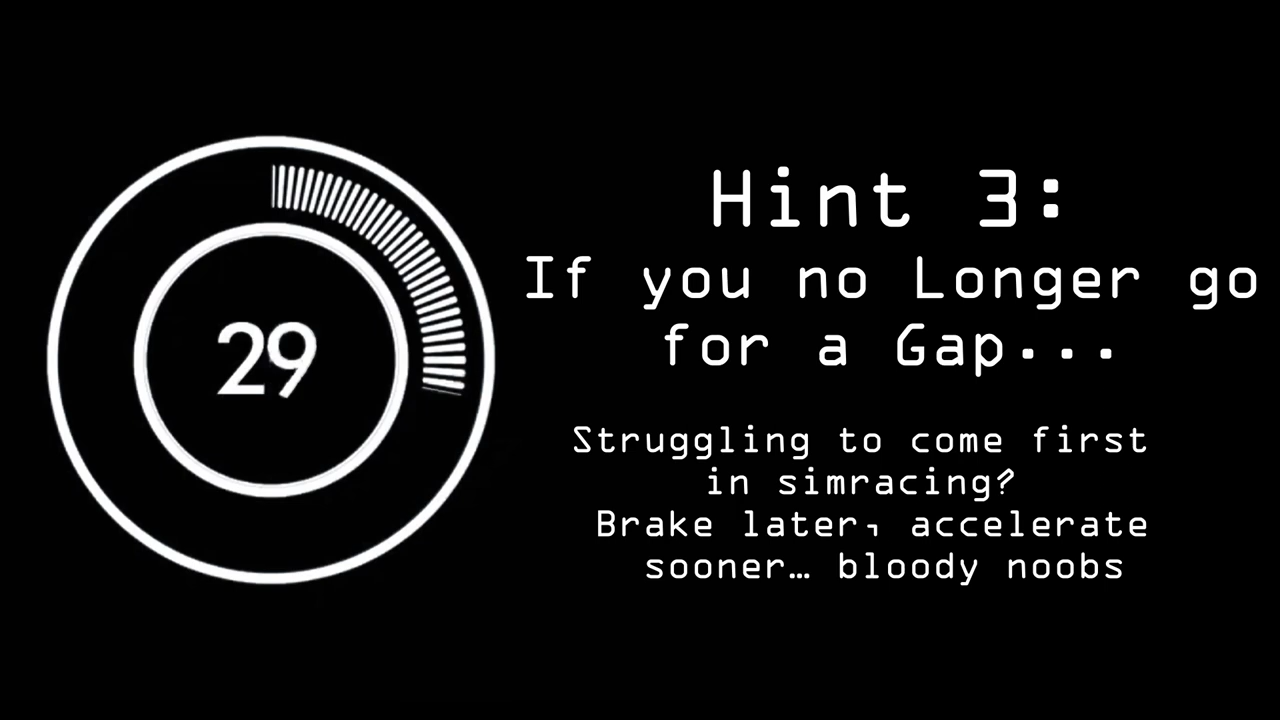 29
Hint 3:
If you no Longer go
for a Gap...
Struggling to come first
in simracing?
Brake later, accelerate
sooner… bloody noobs